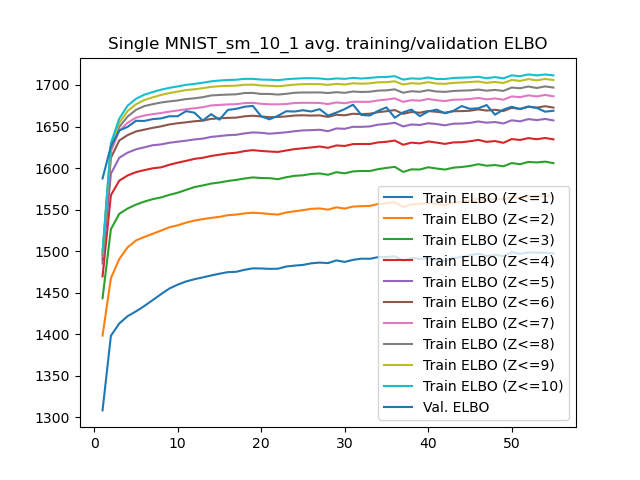 Single MNIST_sm_10_1 avg. training/validation ELBO
1700
1650
1600
1550
1500
1450
1400
1350
1300
0
10
20
30
40
50
Train ELBO (Z<=1)
Train ELBO (Z<=2)
Train ELBO (Z<=3)
Train ELBO (Z<=4)
Train ELBO (Z<=5)
Train ELBO (Z<=6)
Train ELBO (Z<=7)
Train ELBO (Z<=8)
Train ELBO (Z<=9)
Train ELBO (Z<=10)
Val. ELBO